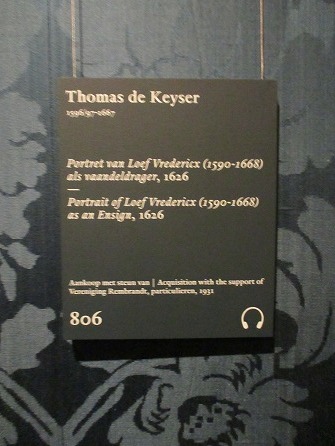 Thomas de Keyser
1596/97-1667
Portret van Loef Vredericx (1590-1668)
als vaandeldrager, 1626
—
Portrait of Loef Vredericx (1590-1668)
as an Ensign, 1626
Aankoop met steun van | Acquisition with the support of
Vereniging Rembrandt, particulieren, 1931
806